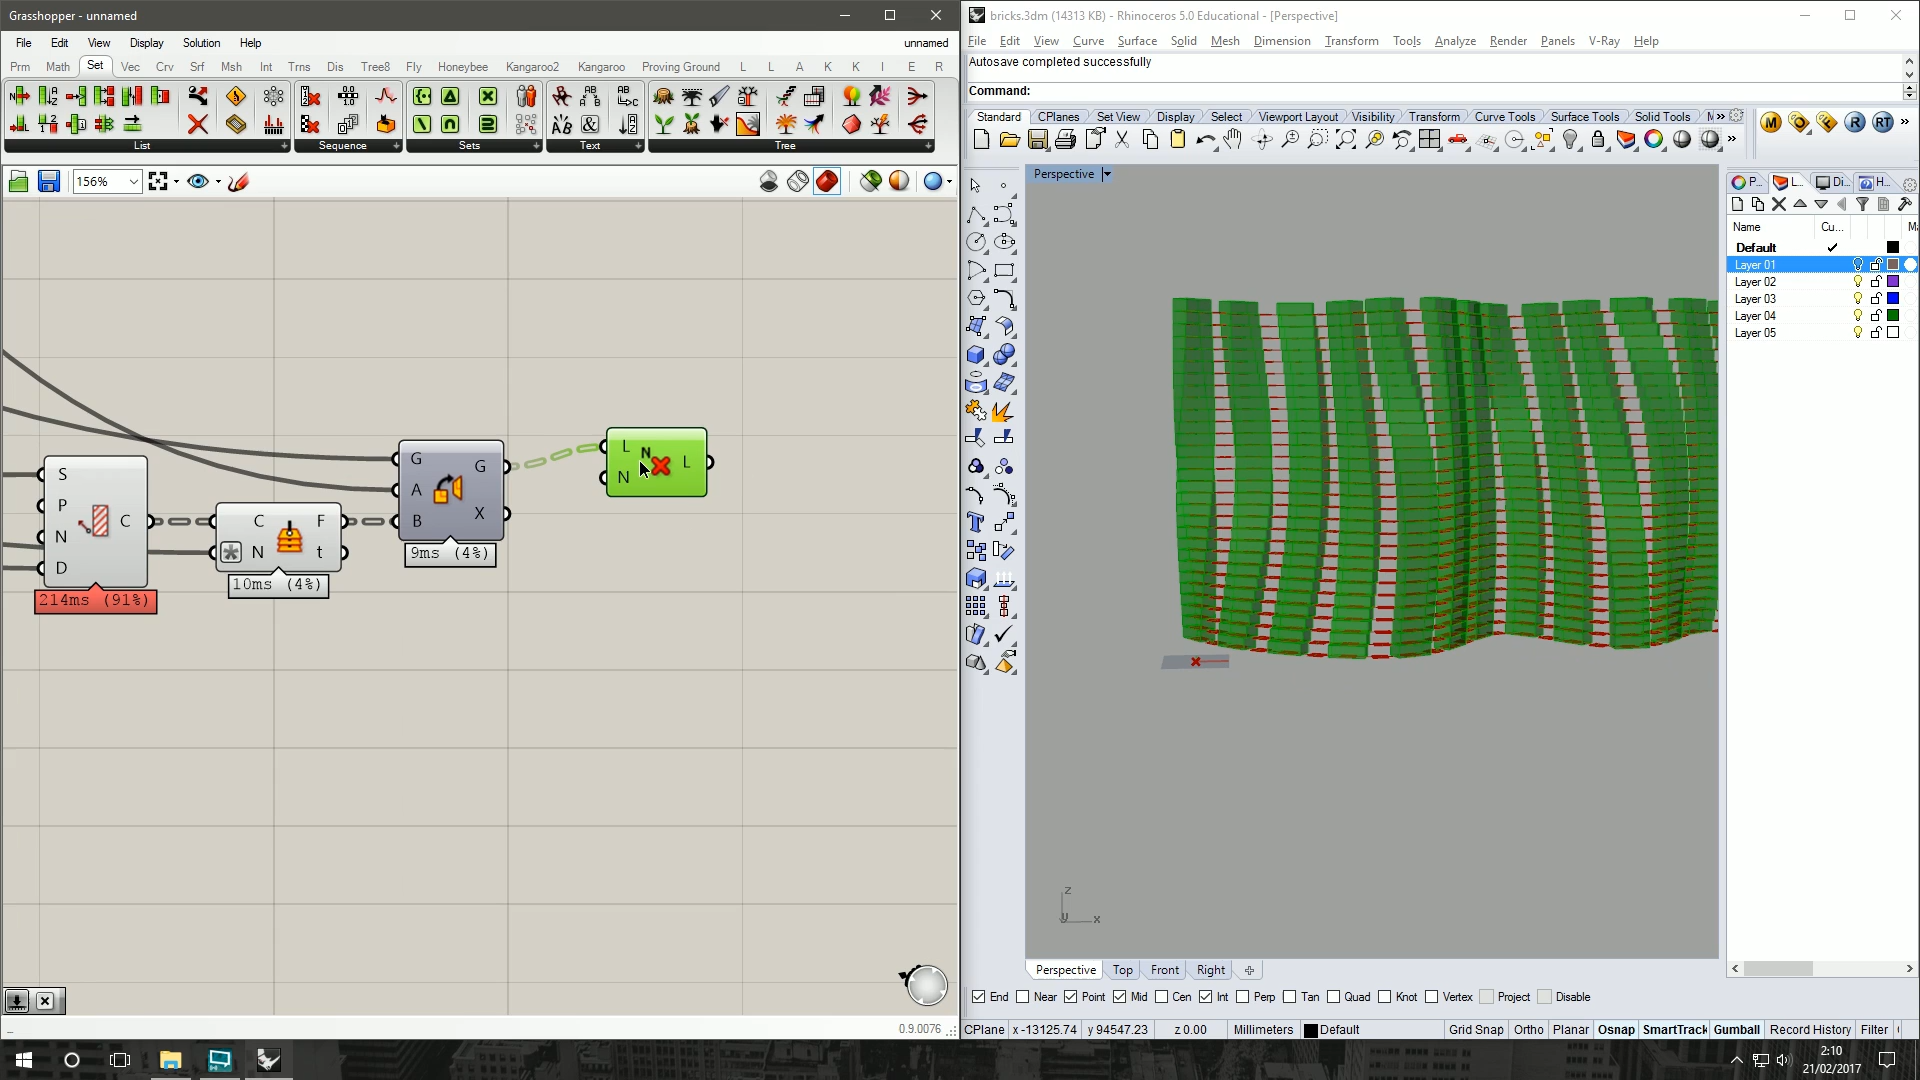 Grasshopper - unnamed
File Edit View Display Solution Help unnamed
Prm Math Set Vec Crv Srf Msh Int Trns Dis Tree8 Fly Honeybee Kangaroo2 Kangaroo Proving Ground L L A K K I E R
List Sequence Sets Text Tree
156%
S
P
N
D
C
214ms (91%)
C
N
F
t
10ms (4%)
G
A
B
G
X
9ms (4%)
L
N
N
L
0.9.0076
bricks.3dm (14313 KB) - Rhinoceros 5.0 Educational - [Perspective]
File Edit View Curve Surface Solid Mesh Dimension Transform Tools Analyze Render Panels V-Ray Help
Autosave completed successfully
Command:
Standard CPlanes Set View Display Select Viewport Layout Visibility Transform Curve Tools Surface Tools Solid Tools
M O F R RT
Perspective
P... L... Di... H...
Name Cu... M
Default
Layer 01
Layer 02
Layer 03
Layer 04
Layer 05
z
y x
Perspective Top Front Right
End Near Point Mid Cen Int Perp Tan Quad Knot Vertex Project Disable
CPlane x -13125.74 y 94547.23 z 0.00 Millimeters Default Grid Snap Ortho Planar Osnap SmartTrack Gumball Record History Filter
2:10
21/02/2017